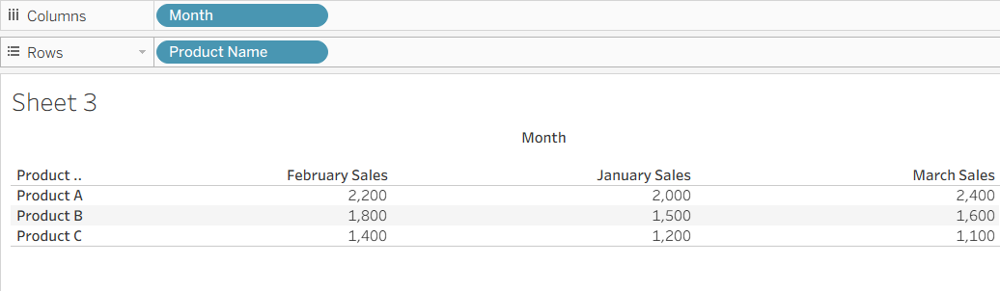 Columns Month
Rows Product Name
Sheet 3
Month
Product .. February Sales January Sales March Sales
Product A 2,200 2,000 2,400
Product B 1,800 1,500 1,600
Product C 1,400 1,200 1,100